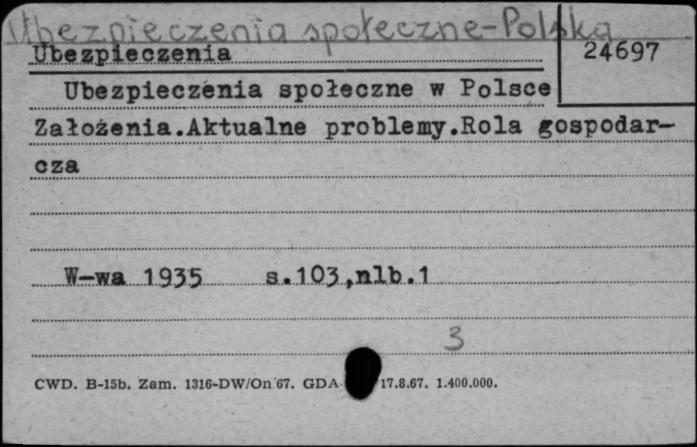 Ubezpieczenia społeczne-Polska
Ubezpieczenia
24697
Ubezpieczenia społeczne w Polsce
Założenia.Aktualne problemy.Rola gospodar-
cza
W-wa 1935 s.103,nlb.1
3
CWD. B-15b. Zam. 1316-DW/On 67. GDA 17.8.67. 1.400.000.